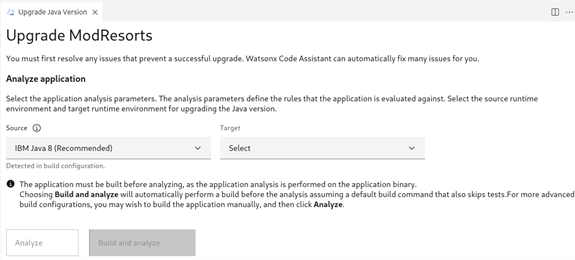 Upgrade Java Version
Upgrade ModResorts
You must first resolve any issues that prevent a successful upgrade. Watsonx Code Assistant can automatically fix many issues for you.
Analyze application
Select the application analysis parameters. The analysis parameters define the rules that the application is evaluated against. Select the source runtime
environment and target runtime environment for upgrading the Java version.
Source Target
IBM Java 8 (Recommended) Select
Detected in build configuration.
The application must be built before analyzing, as the application analysis is performed on the application binary.
Choosing Build and analyze will automatically perform a build before the analysis assuming a default build command that also skips tests.For more advanced
build configurations, you may wish to build the application manually, and then click Analyze.
Analyze Build and analyze